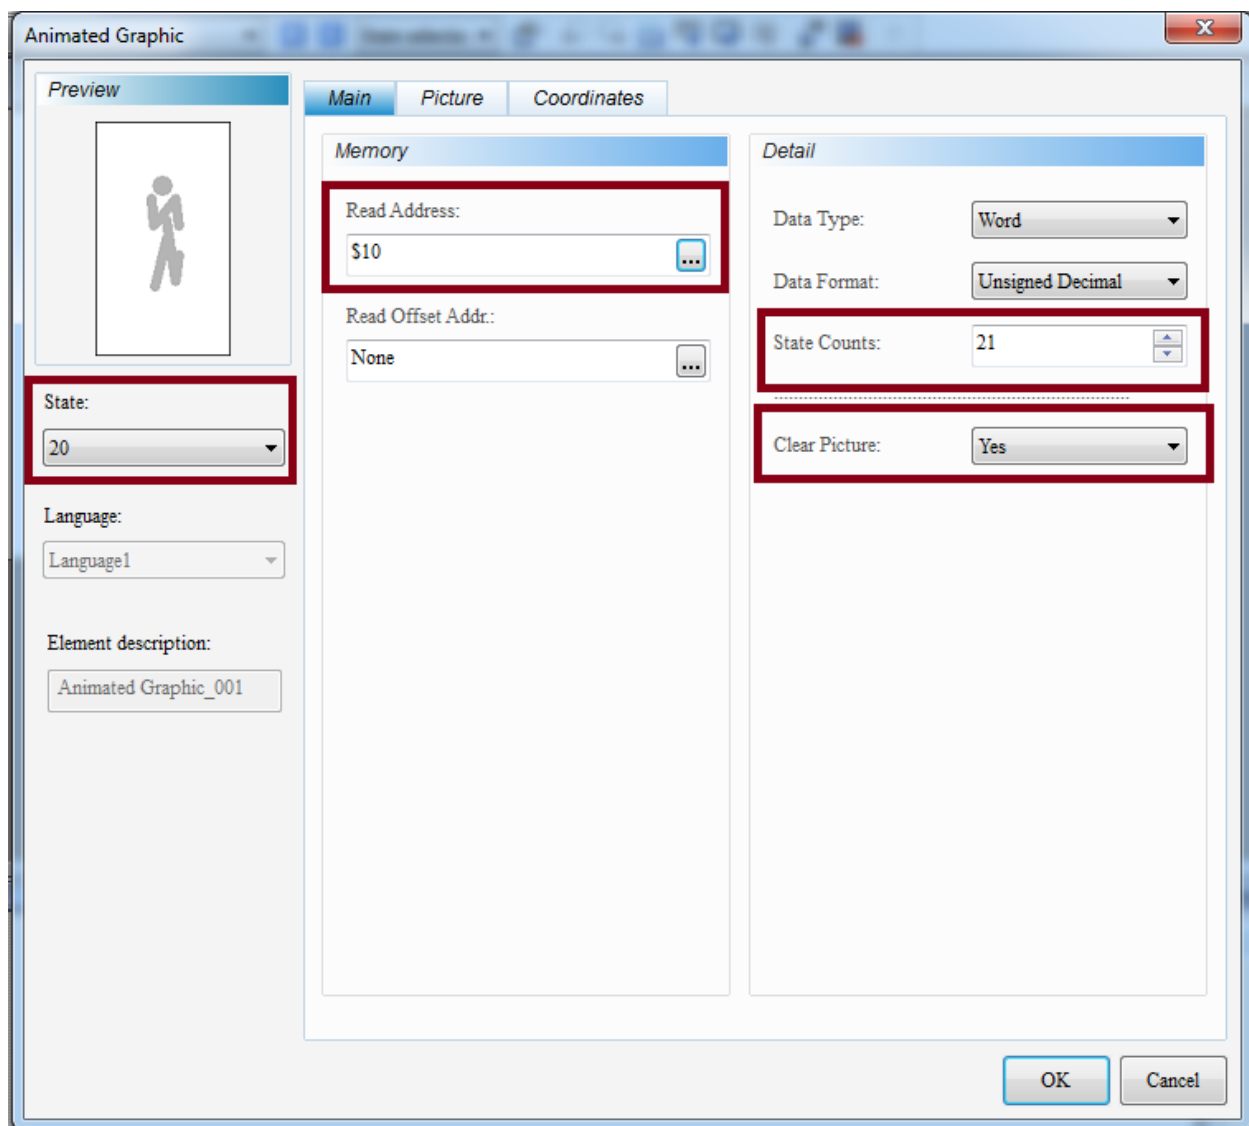 Animated Graphic
Preview
Main
Picture
Coordinates
Memory
Detail
Read Address:
$10
Read Offset Addr.:
None
Data Type:
Word
Data Format:
Unsigned Decimal
State Counts:
21
Clear Picture:
Yes
State:
20
Language:
Language1
Element description:
Animated Graphic_001
OK
Cancel